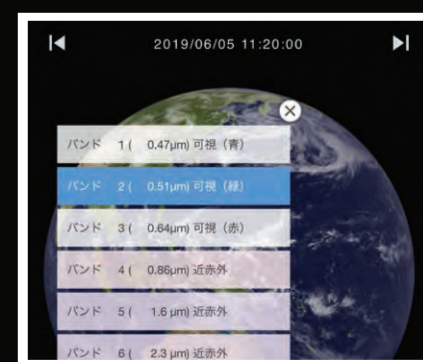 2019/06/05 11:20:00
バンド 1 ( 0.47μm) 可視（青）
バンド 2 ( 0.51μm) 可視（緑）
バンド 3 ( 0.64μm) 可視（赤）
バンド 4 ( 0.86μm) 近赤外
バンド 5 ( 1.6 μm) 近赤外
バンド 6 ( 2.3 μm) 近赤外